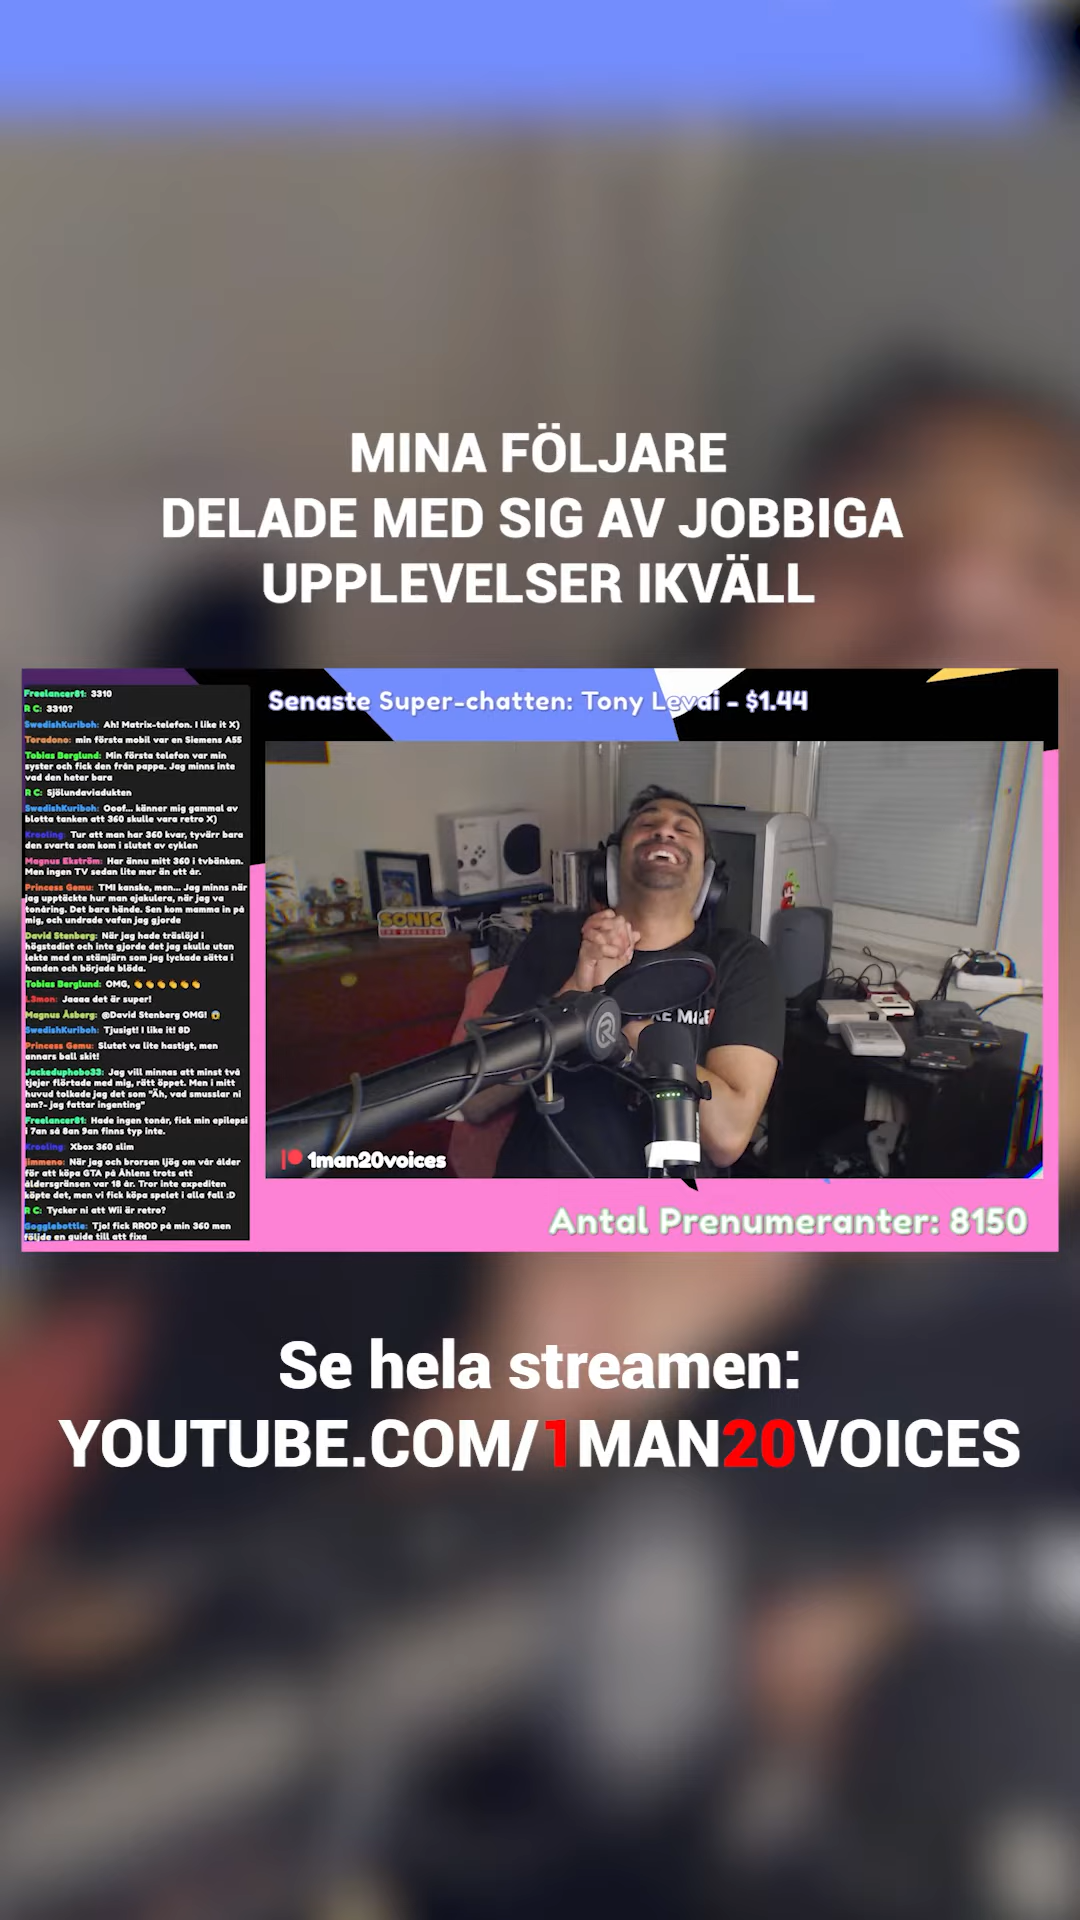 MINA FÖLJARE
DELADE MED SIG AV JOBBIGA
UPPLEVELSER IKVÄLL
Senaste Super-chatten: Tony Levai - $1.44
Freelancer81: 3310
R C: 3310?
SwedishKuriboh: Ah! Matrix-telefon. I like it X)
Toradono: min första mobil var en Siemens A55
Tobias Berglund: Min första telefon var min
syster och fick den från pappa. Jag minns inte
vad den heter bara
R C: Sjölundaviadukten
SwedishKuriboh: Ooof... känner mig gammal av
blotta tanken att 360 skulle vara retro X)
Kreeling: Tur att man har 360 kvar, tyvärr bara
den svarta som kom i slutet av cyklen
Magnus Ekström: Har ännu mitt 360 i tvbänken.
Men ingen TV sedan lite mer än ett år.
Princess Gemu: TMI kanske, men... Jag minns när
jag upptäckte hur man ejakulera, när jag va
tonåring. Det bara hände. Sen kom mamma in på
mig, och undrade vafan jag gjorde
David Stenberg: När jag hade träslöjd i
högstadiet och inte gjorde det jag skulle utan
lekte med en stämjärn som jag lyckade sätta i
handen och började blöda.
Tobias Berglund: OMG, 👏👏👏👏👏👏
L3mon: Jaaaa det är super!
Magnus Åsberg: @David Stenberg OMG! 😱
SwedishKuriboh: Tjusigt! I like it! 8D
Princess Gemu: Slutet va lite hastigt, men
annars ball skit!
Jackeduphobo33: Jag vill minnas att minst två
tjejer flörtade med mig, rätt öppet. Men i mitt
huvud tolkade jag det som "Äh, vad smusslar ni
om?- jag fattar ingenting"
Freelancer81: Hade ingen tonår, fick min epilepsi
i 7an så 8an 9an finns typ inte.
Kreeling: Xbox 360 slim
jimmeno: När jag och brorsan ljög om vår ålder
för att köpa GTA på Åhlens trots att
åldersgränsen var 18 år. Tror inte expediten
köpte det, men vi fick köpa spelet i alla fall :D
R C: Tycker ni att Wii är retro?
Gogglebottle: Tjo! fick RROD på min 360 men
följde en guide till att fixa
SONIC
1man20voices
Antal Prenumeranter: 8150
Se hela streamen:
YOUTUBE.COM/1MAN20VOICES